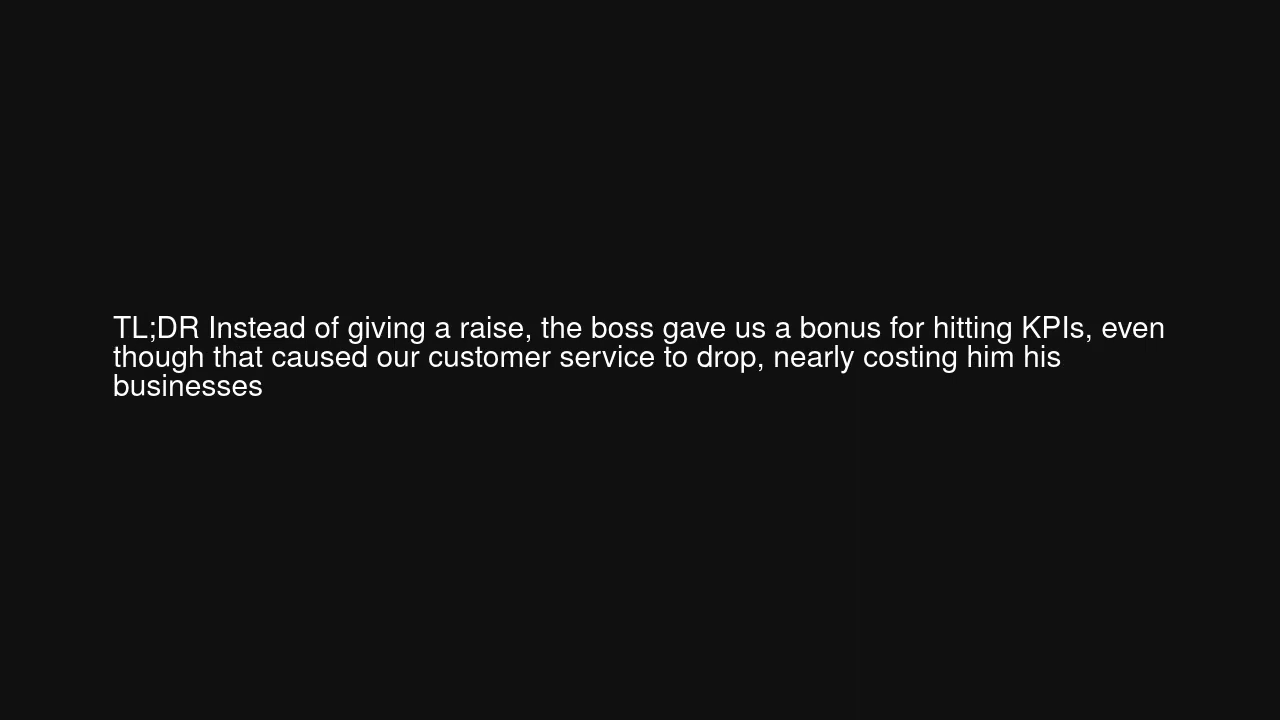 TL;DR Instead of giving a raise, the boss gave us a bonus for hitting KPIs, even
though that caused our customer service to drop, nearly costing him his
businesses